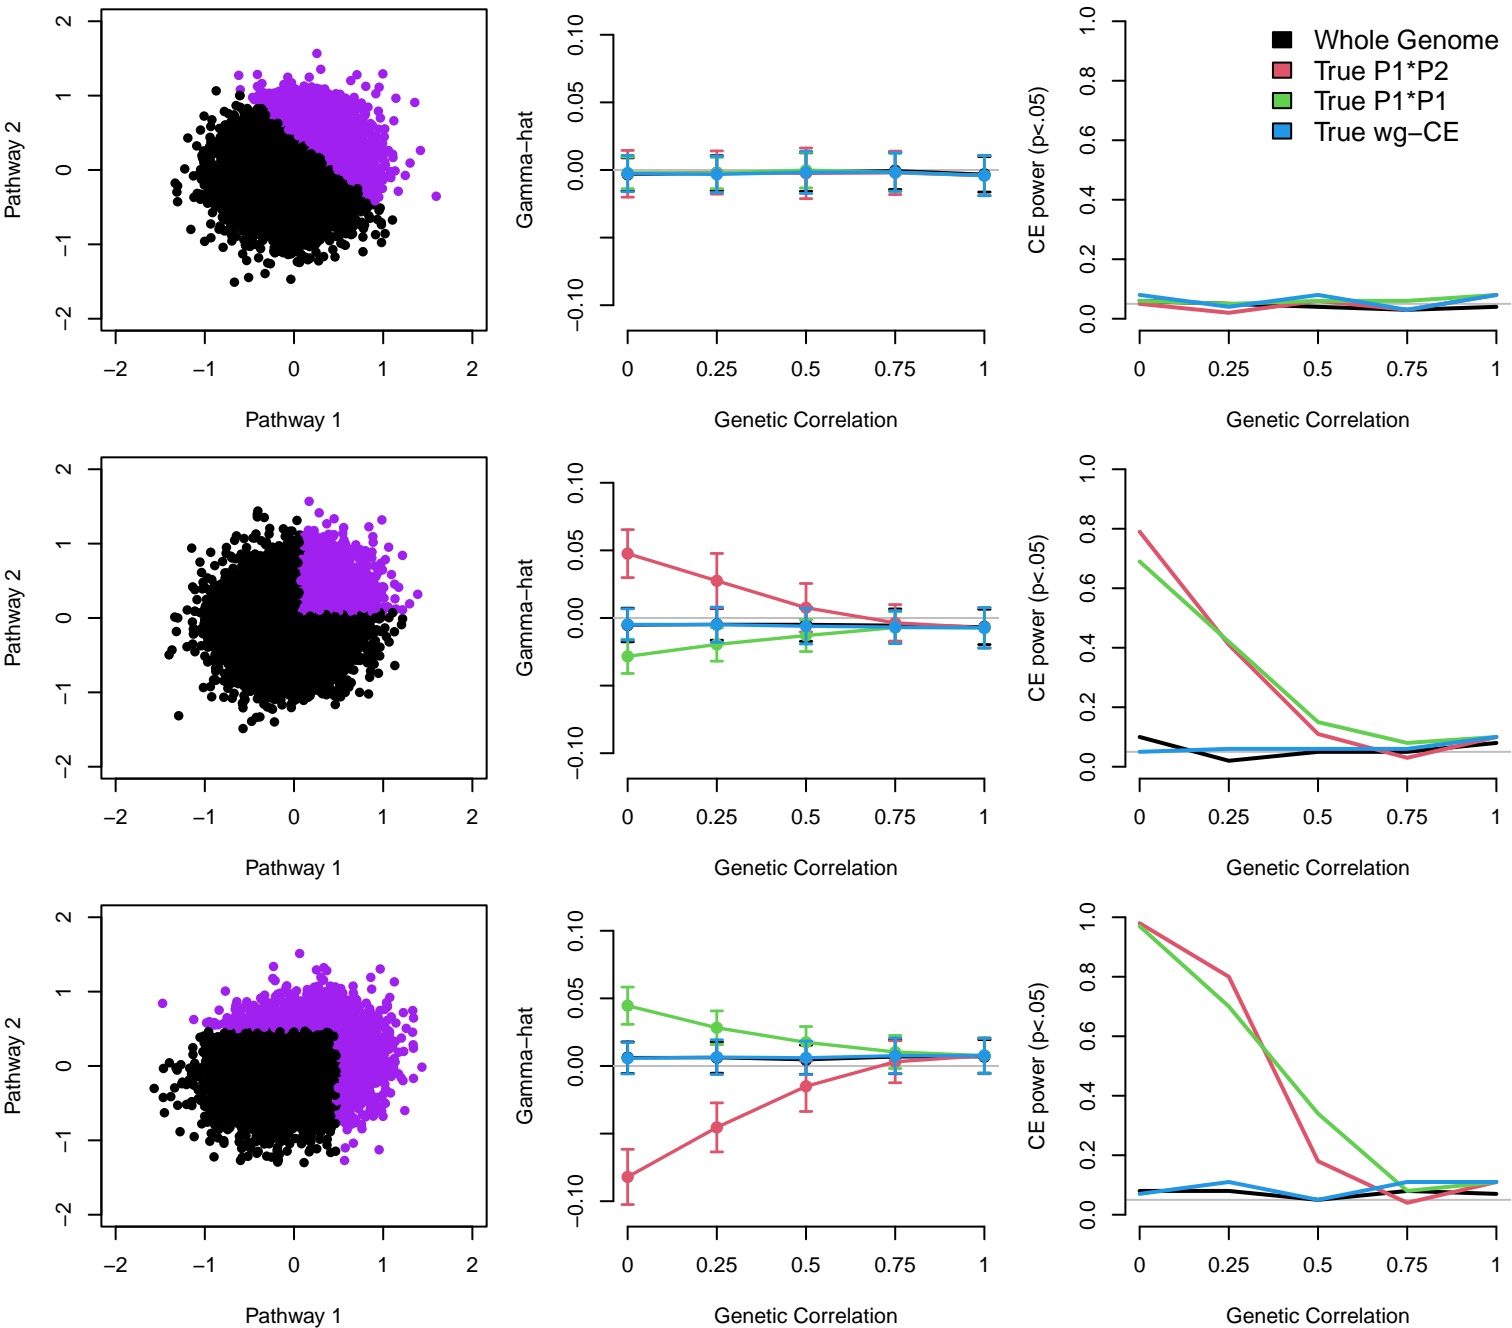 2
1
0
−1
−2
Pathway 2
−2 −1 0 1 2
Pathway 1
0.10
0.05
0.00
−0.10
Gamma−hat
0 0.25 0.5 0.75 1
Genetic Correlation
1.0
0.8
0.6
0.4
0.2
0.0
CE power (p<.05)
Whole Genome
True P1*P2
True P1*P1
True wg−CE
0 0.25 0.5 0.75 1
Genetic Correlation
2
1
0
−1
−2
Pathway 2
−2 −1 0 1 2
Pathway 1
0.10
0.05
0.00
−0.10
Gamma−hat
0 0.25 0.5 0.75 1
Genetic Correlation
1.0
0.8
0.6
0.4
0.2
0.0
CE power (p<.05)
0 0.25 0.5 0.75 1
Genetic Correlation
2
1
0
−1
−2
Pathway 2
−2 −1 0 1 2
Pathway 1
0.10
0.05
0.00
−0.10
Gamma−hat
0 0.25 0.5 0.75 1
Genetic Correlation
1.0
0.8
0.6
0.4
0.2
0.0
CE power (p<.05)
0 0.25 0.5 0.75 1
Genetic Correlation